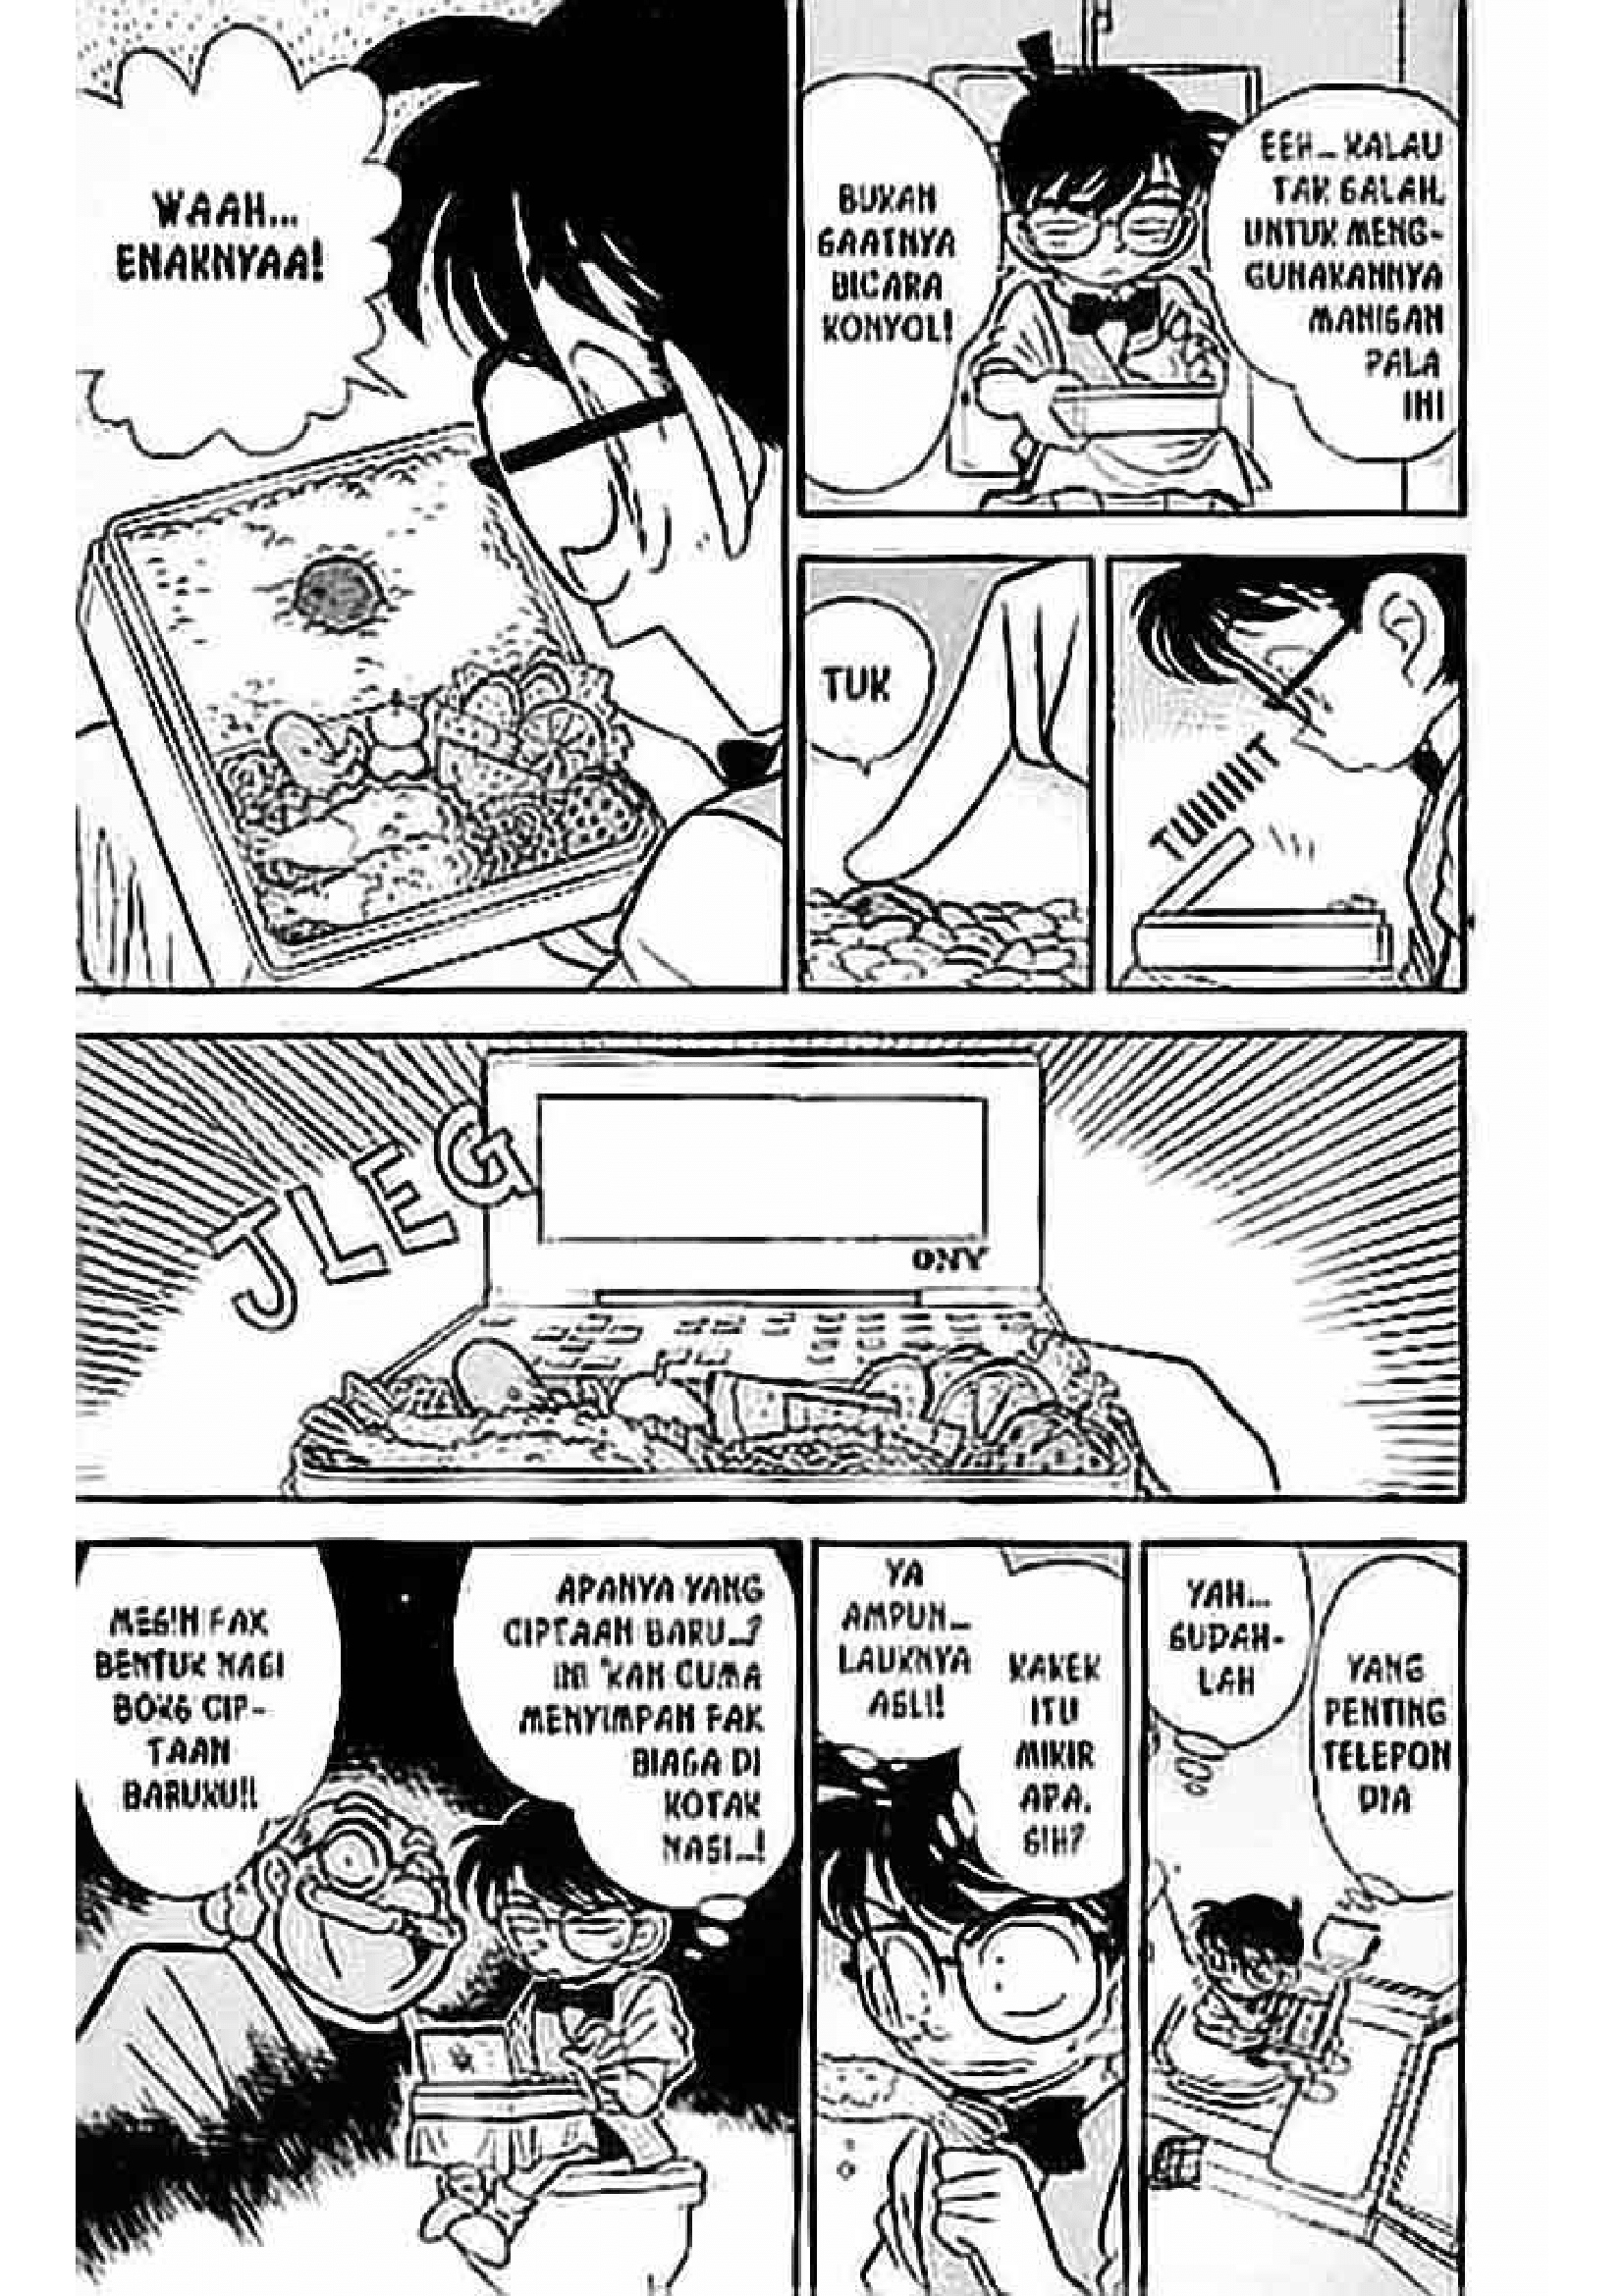 WAAH...
ENAKNYAA!
BUKAN
SAATNYA
BICARA
KONYOL!
EEH... KALAU
TAK SALAH,
UNTUK MENG-
GUNAKANNYA
MANISAN
PALA
INI
TUK
TUIIIIT
JLEG
ONY
MESIN FAX
BENTUK NASI
BOKS CIP-
TAAN
BARUKU!!
APANYA YANG
CIPTAAN BARU...?
INI 'KAN CUMA
MENYIMPAN FAX
BIASA DI
KOTAK
NASI...!
YA
AMPUN...
LAUKNYA
ASLI!
KAKEK
ITU
MIKIR
APA,
SIH?
YAH...
SUDAH-
LAH
YANG
PENTING
TELEPON
DIA